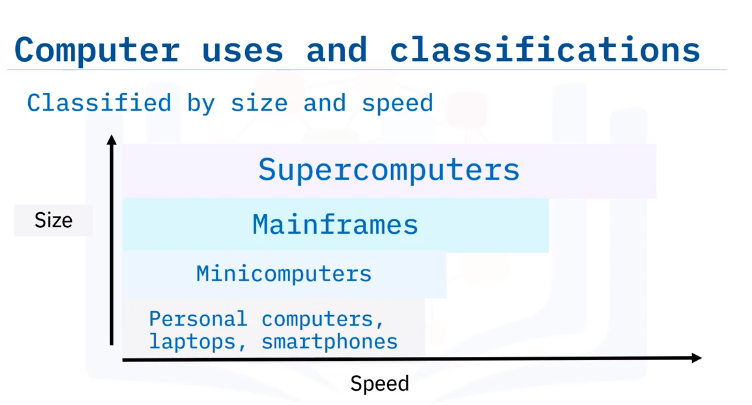 Computer uses and classifications
Classified by size and speed
Supercomputers
Size
Mainframes
Minicomputers
Personal computers,
laptops, smartphones
Speed